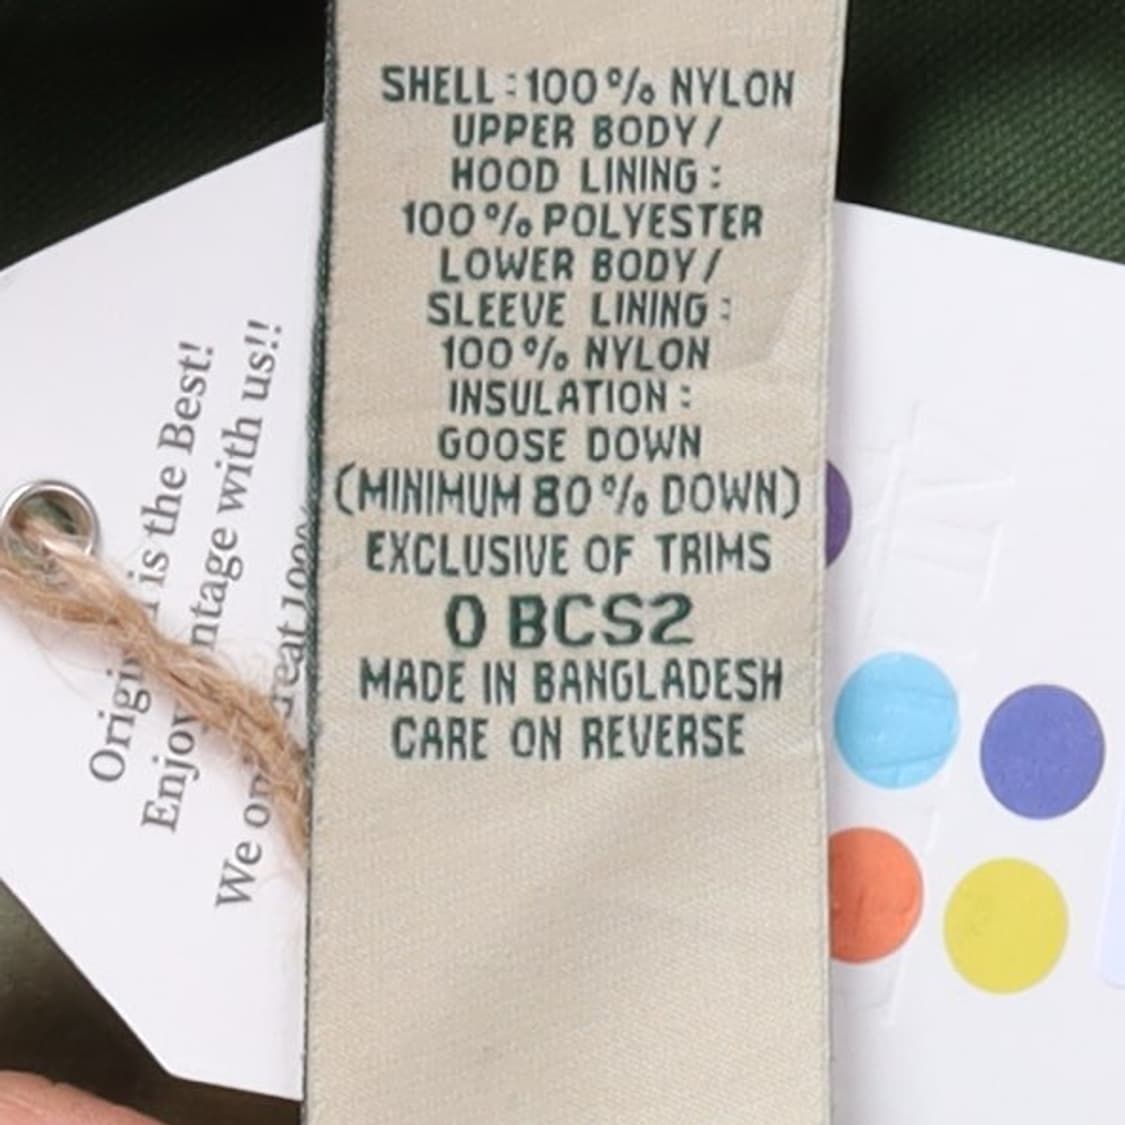 SHELL : 100 % NYLON
UPPER BODY /
HOOD LINING :
100 % POLYESTER
LOWER BODY /
SLEEVE LINING :
100 % NYLON
INSULATION :
GOOSE DOWN
(MINIMUM 80 % DOWN)
EXCLUSIVE OF TRIMS
0 BCS2
MADE IN BANGLADESH
CARE ON REVERSE
is the Best!
with us!!
We